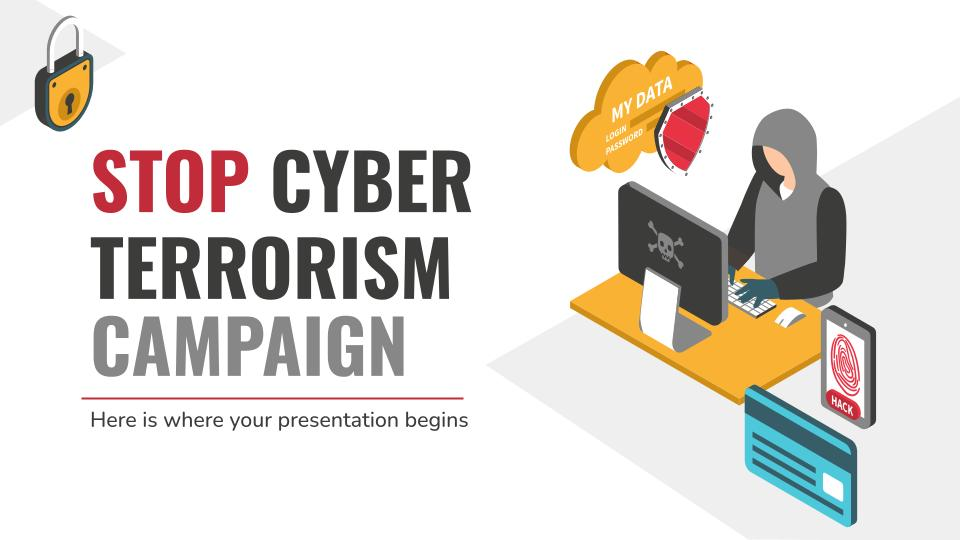 STOP CYBER
TERRORISM
CAMPAIGN
Here is where your presentation begins
MY DATA
LOGIN
PASSWORD
HACK